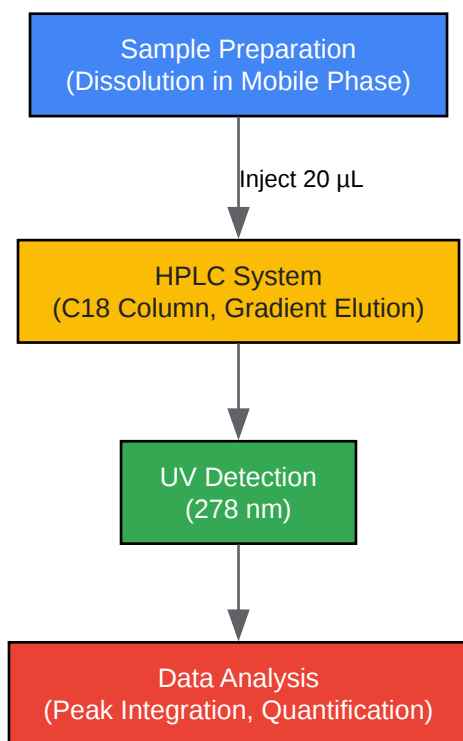 Sample Preparation
(Dissolution in Mobile Phase)
Inject 20 µL
HPLC System
(C18 Column, Gradient Elution)
UV Detection
(278 nm)
Data Analysis
(Peak Integration, Quantification)